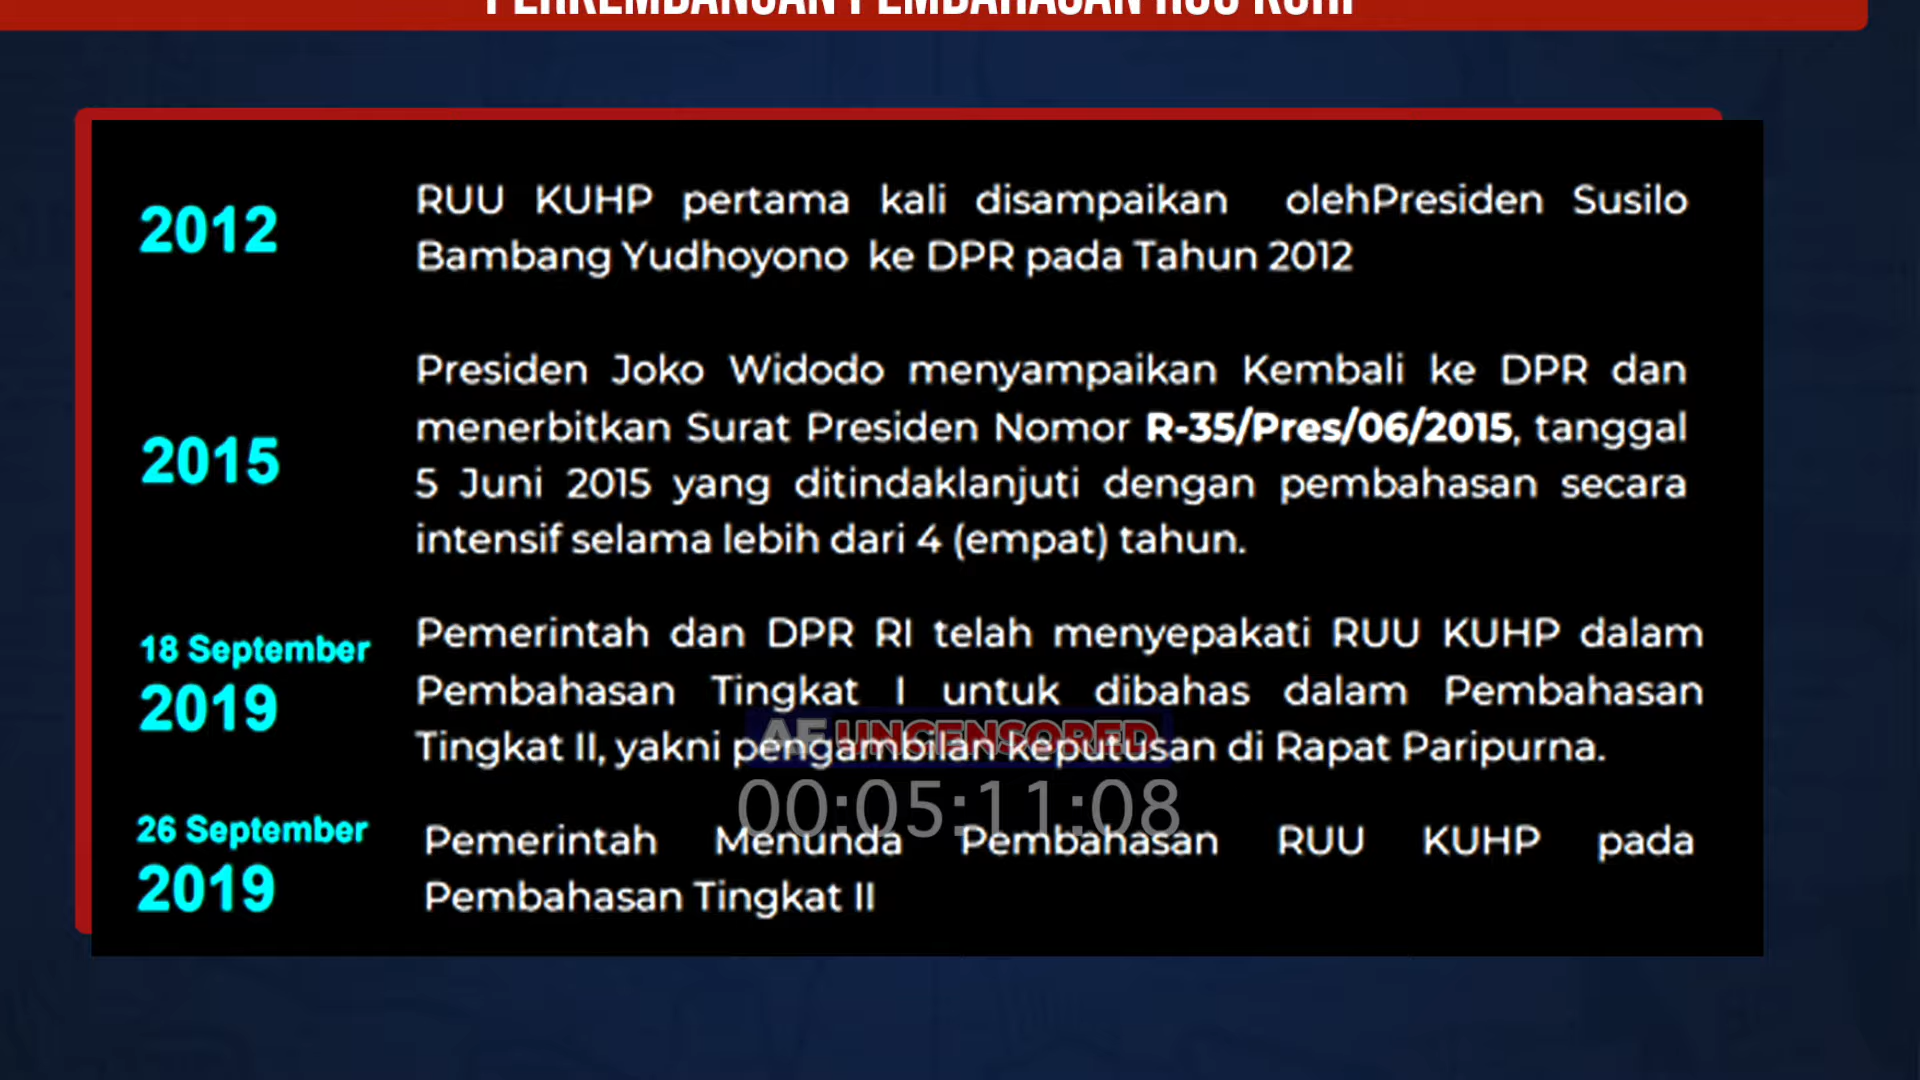 PERKEMBANGAN PEMBAHASAN RUU KUHP
2012
RUU KUHP pertama kali disampaikan olehPresiden Susilo
Bambang Yudhoyono ke DPR pada Tahun 2012
2015
Presiden Joko Widodo menyampaikan Kembali ke DPR dan
menerbitkan Surat Presiden Nomor R-35/Pres/06/2015, tanggal
5 Juni 2015 yang ditindaklanjuti dengan pembahasan secara
intensif selama lebih dari 4 (empat) tahun.
18 September
2019
Pemerintah dan DPR RI telah menyepakati RUU KUHP dalam
Pembahasan Tingkat I untuk dibahas dalam Pembahasan
Tingkat II, yakni pengambilan keputusan di Rapat Paripurna.
UNCENSORED
00:05:11:08
26 September
2019
Pemerintah Menunda Pembahasan RUU KUHP pada
Pembahasan Tingkat II